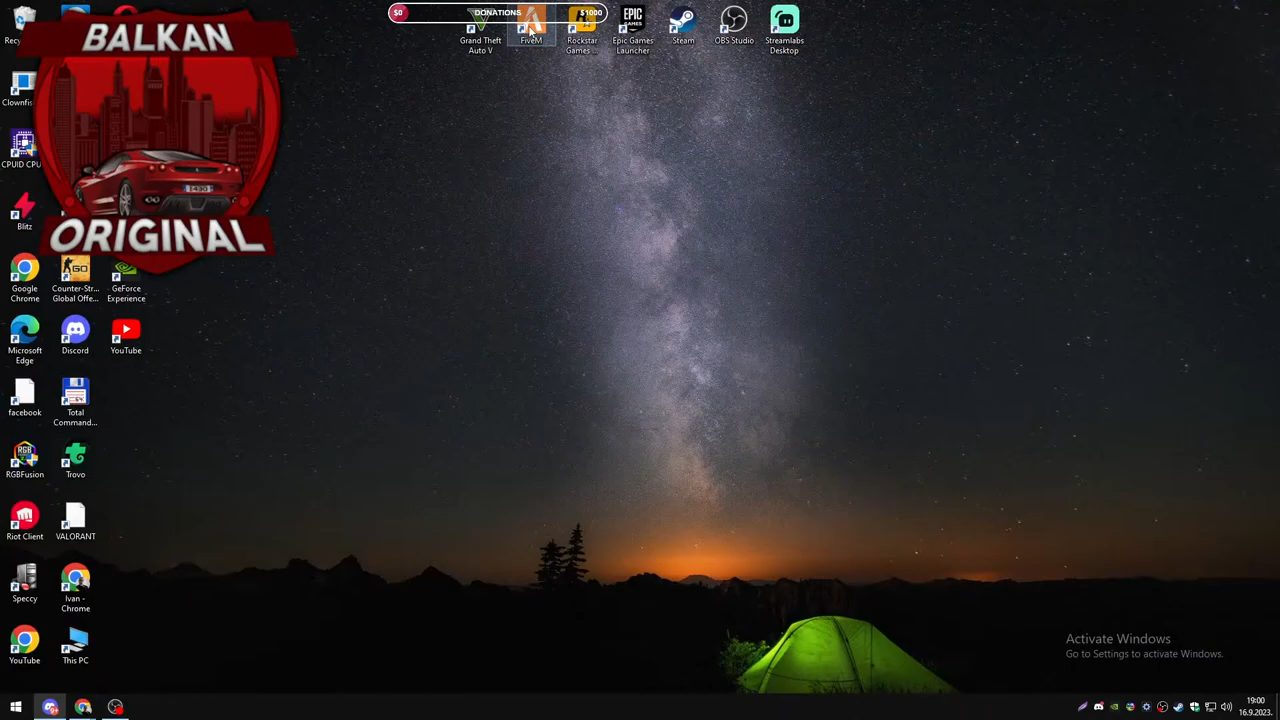 BALKAN
ORIGINAL
$0 DONATIONS $1000
Grand Theft
Auto V
FiveM
Rockstar
Games ...
EPIC
GAMES
Epic Games
Launcher
Steam
OBS Studio
Streamlabs
Desktop
Recy
Clownfis
CPUID CPU
Blitz
Google
Chrome
GO
Counter-Str...
Global Offe...
GeForce
Experience
Microsoft
Edge
Discord
YouTube
facebook
Total
Command...
RGB
RGBFusion
Trovo
Riot Client
VALORANT
Speccy
Ivan -
Chrome
YouTube
This PC
Activate Windows
Go to Settings to activate Windows.
19:00
16.9.2023.